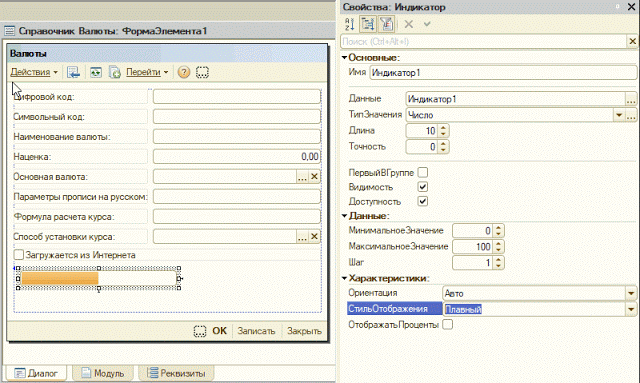 Справочник Валюты: ФормаЭлемента1
Валюты
Действия Перейти
Цифровой код:
Символьный код:
Наименование валюты:
Наценка: 0,00
Основная валюта: ... x
Параметры прописи на русском:
Формула расчета курса:
Способ установки курса: ... x
Загружается из Интернета
OK Записать Закрыть
Диалог Модуль Реквизиты
Свойства: Индикатор
Поиск (Ctrl+Alt+I)
Основные:
Имя Индикатор1
Данные Индикатор1 ...
ТипЗначения Число ...
Длина 10
Точность 0
ПервыйВГруппе
Видимость
Доступность
Данные:
МинимальноеЗначение 0
МаксимальноеЗначение 100
Шаг 1
Характеристики:
Ориентация Авто
СтильОтображения Плавный
ОтображатьПроценты